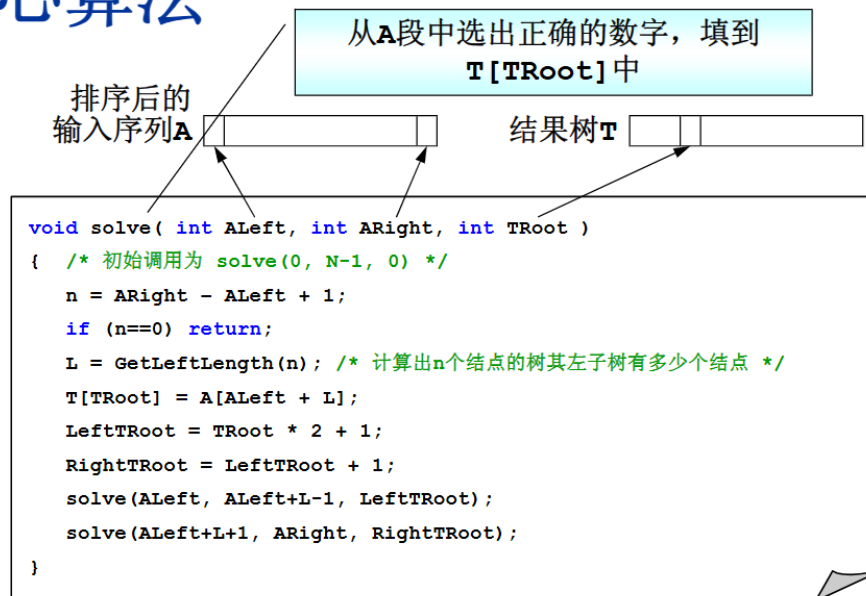 心算法
从A段中选出正确的数字，填到
T[TRoot]中
排序后的
输入序列A
结果树T
void solve( int ALeft, int ARight, int TRoot )
{ /* 初始调用为 solve(0, N-1, 0) */
n = ARight – ALeft + 1;
if (n==0) return;
L = GetLeftLength(n); /* 计算出n个结点的树其左子树有多少个结点 */
T[TRoot] = A[ALeft + L];
LeftTRoot = TRoot * 2 + 1;
RightTRoot = LeftTRoot + 1;
solve(ALeft, ALeft+L-1, LeftTRoot);
solve(ALeft+L+1, ARight, RightTRoot);
}